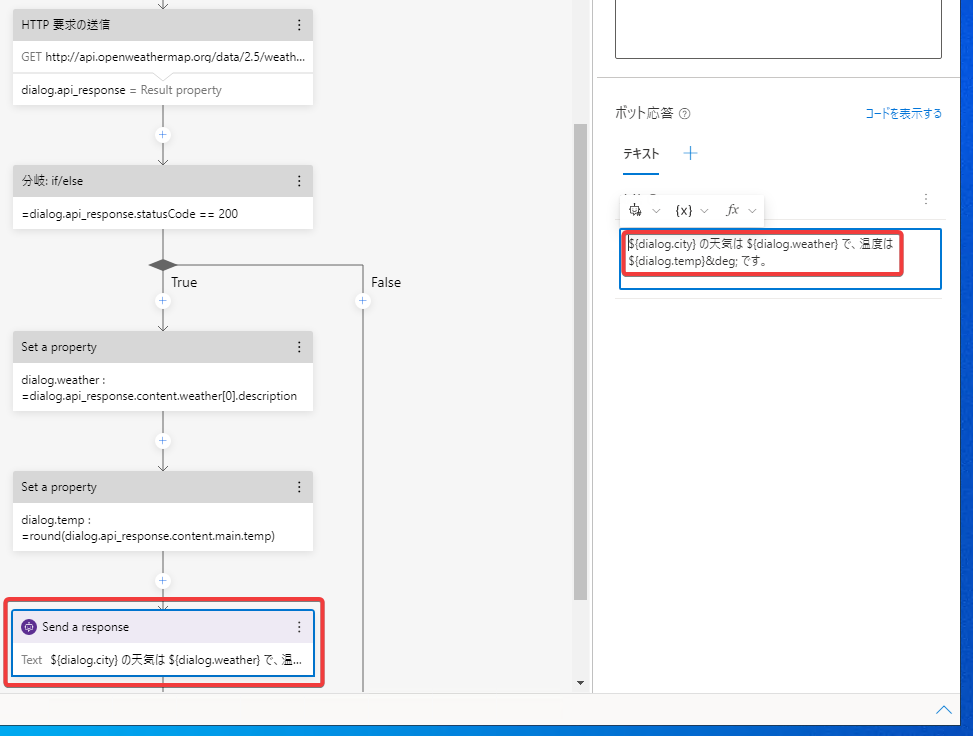 HTTP 要求の送信
GET http://api.openweathermap.org/data/2.5/weath...
dialog.api_response = Result property
分岐: if/else
=dialog.api_response.statusCode == 200
True
False
Set a property
dialog.weather :
=dialog.api_response.content.weather[0].description
Set a property
dialog.temp :
=round(dialog.api_response.content.main.temp)
Send a response
Text ${dialog.city} の天気は ${dialog.weather} で、温...
ボット応答
コードを表示する
テキスト
{x}
fx
${dialog.city} の天気は ${dialog.weather} で、温度は
${dialog.temp}&deg; です。